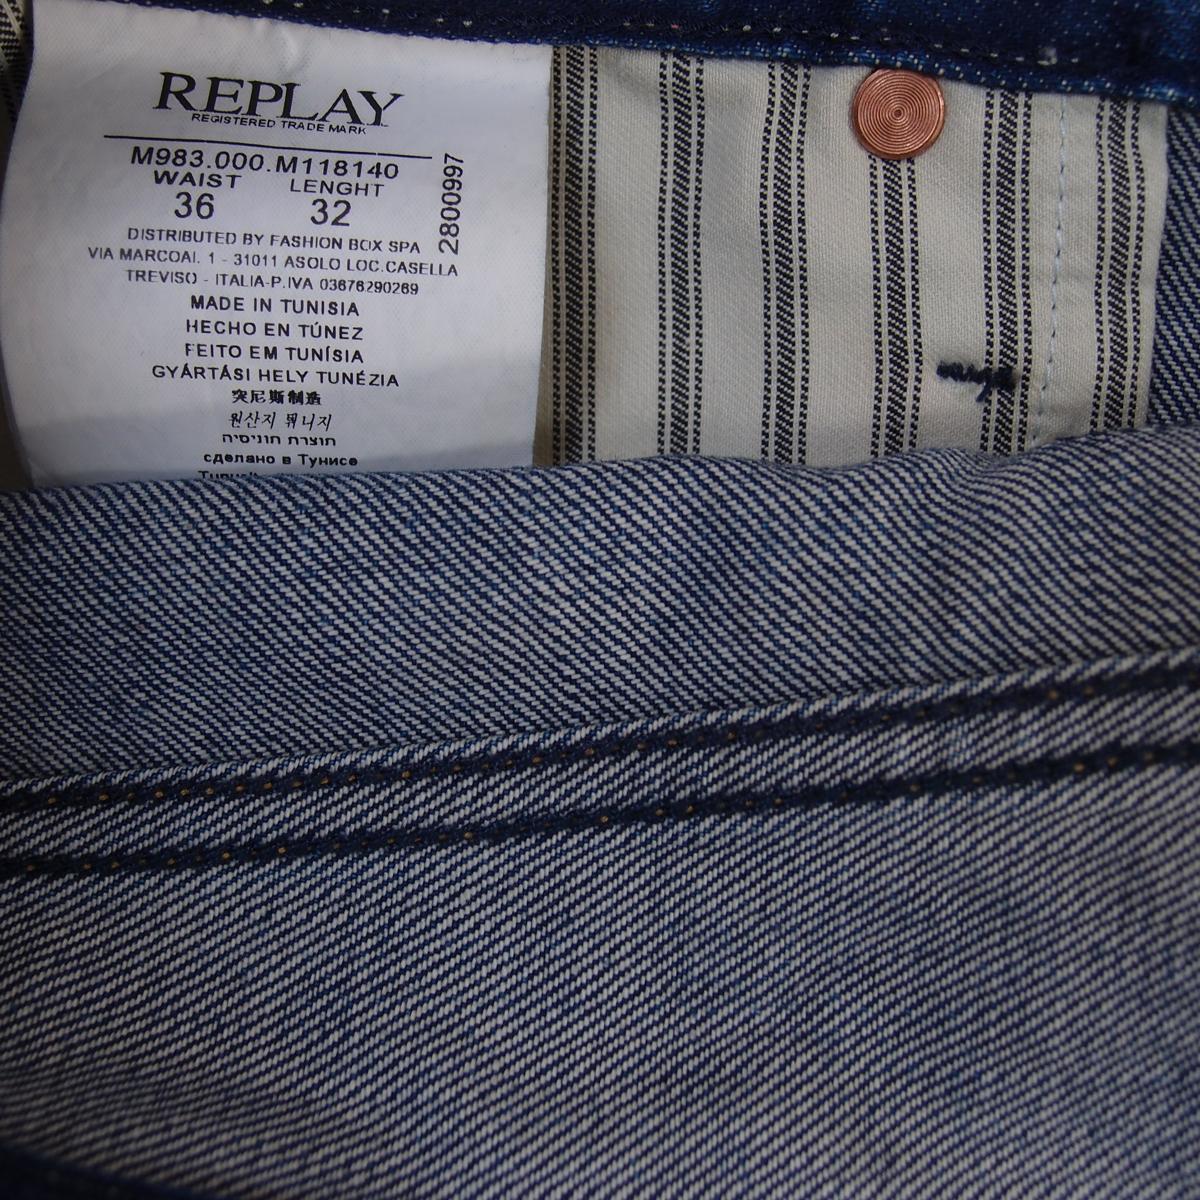 REPLAY
REGISTERED TRADE MARK
M983.000.M118140
WAIST LENGHT
36 32
2800997
DISTRIBUTED BY FASHION BOX SPA
VIA MARCOAI. 1 - 31011 ASOLO LOC.CASELLA
TREVISO - ITALIA-P.IVA 03676290269
MADE IN TUNISIA
HECHO EN TÚNEZ
FEITO EM TUNÍSIA
GYÁRTÁSI HELY TUNÉZIA
突尼斯制造
원산지 튀니지
תוצרת תוניסיה
сделано в Тунисе